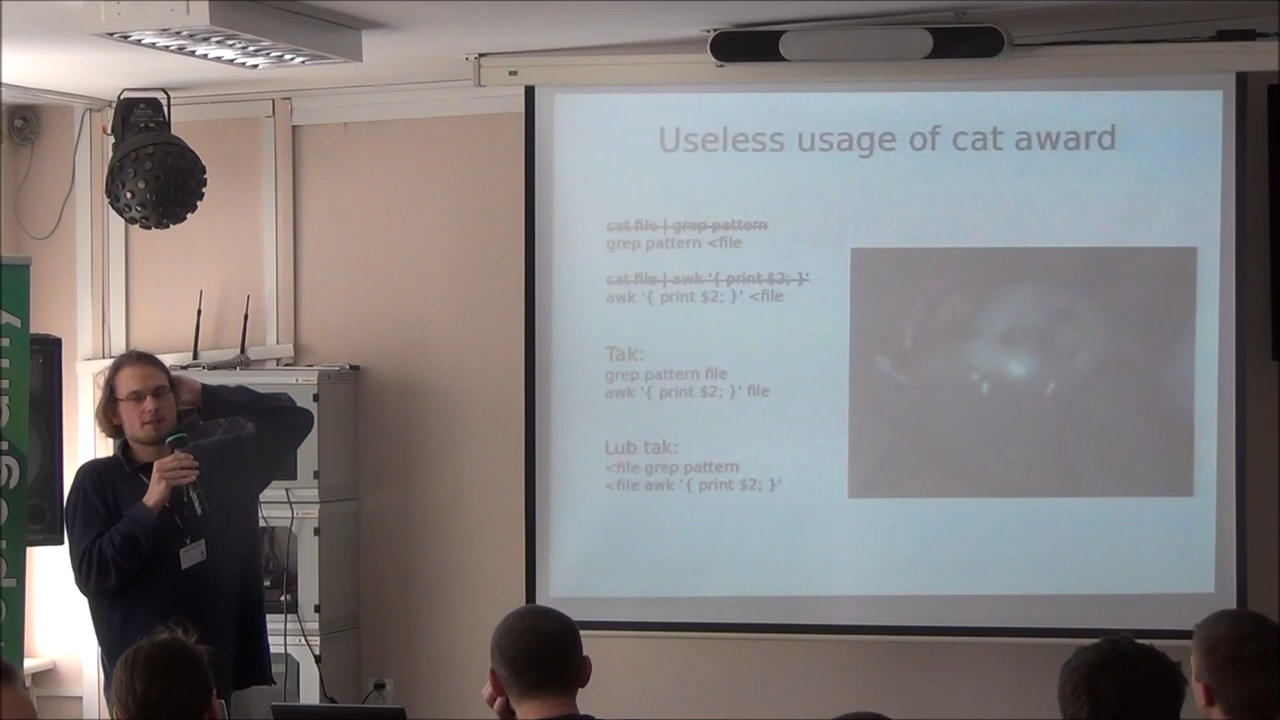 Useless usage of cat award
cat file | grep pattern
grep pattern <file
cat file | awk '{ print $2; }'
awk '{ print $2; }' <file
Tak:
grep pattern file
awk '{ print $2; }' file
Lub tak:
<file grep pattern
<file awk '{ print $2; }'